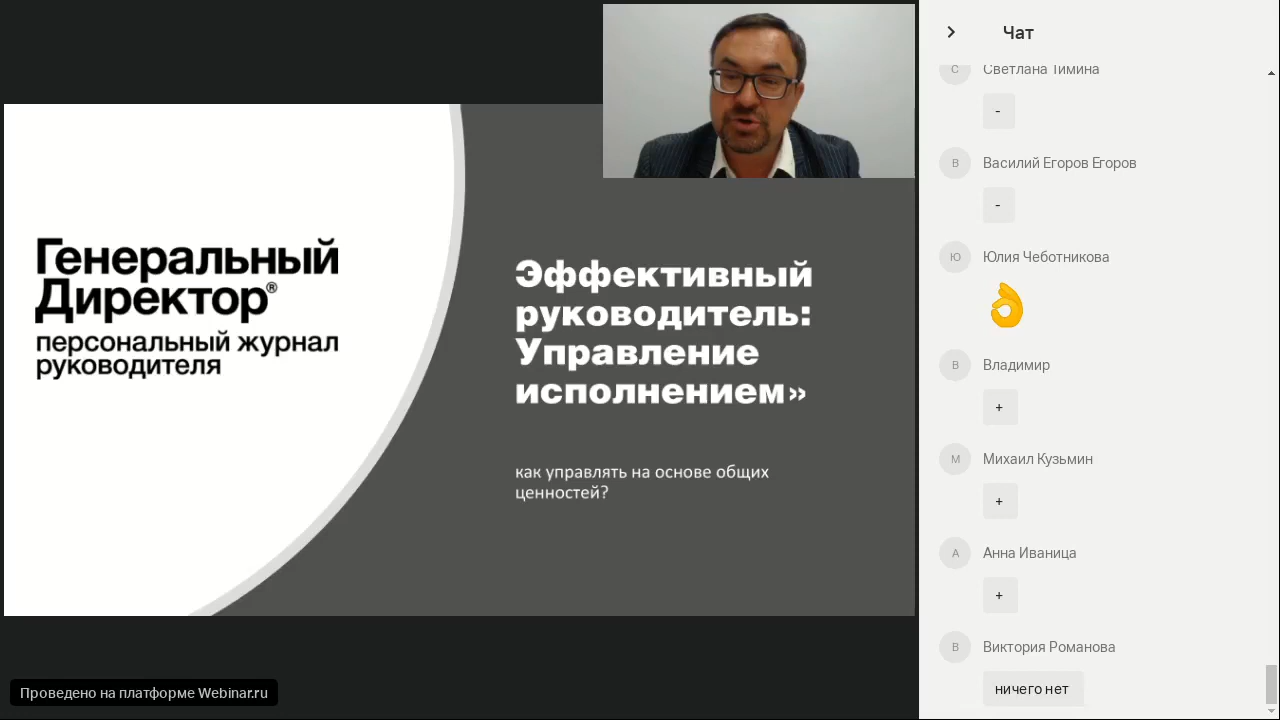 Генеральный
Директор®
персональный журнал
руководителя
Эффективный
руководитель:
Управление
исполнением»
как управлять на основе общих
ценностей?
Проведено на платформе Webinar.ru
Чат
С
Светлана Тимина
-
В
Василий Егоров Егоров
-
Ю
Юлия Чеботникова
В
Владимир
+
М
Михаил Кузьмин
+
А
Анна Иваница
+
В
Виктория Романова
ничего нет